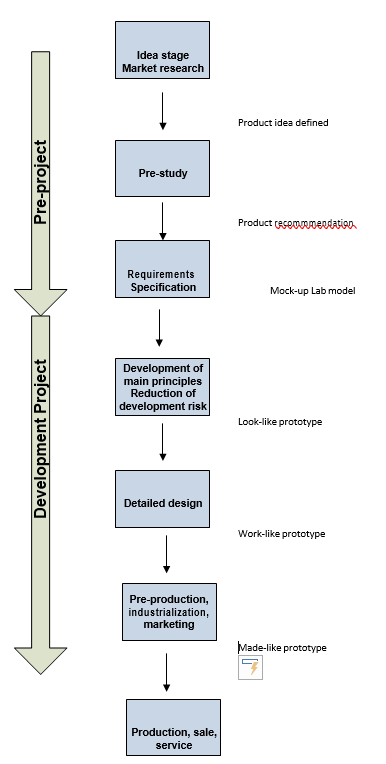 Idea stage
Market research
Product idea defined
Pre-project
Pre-study
Product recommmendation
Requirements
Specification
Mock-up Lab model
Development of
main principles
Reduction of
development risk
Look-like prototype
Development Project
Detailed design
Work-like prototype
Pre-production,
industrialization,
marketing
Made-like prototype
Production, sale,
service